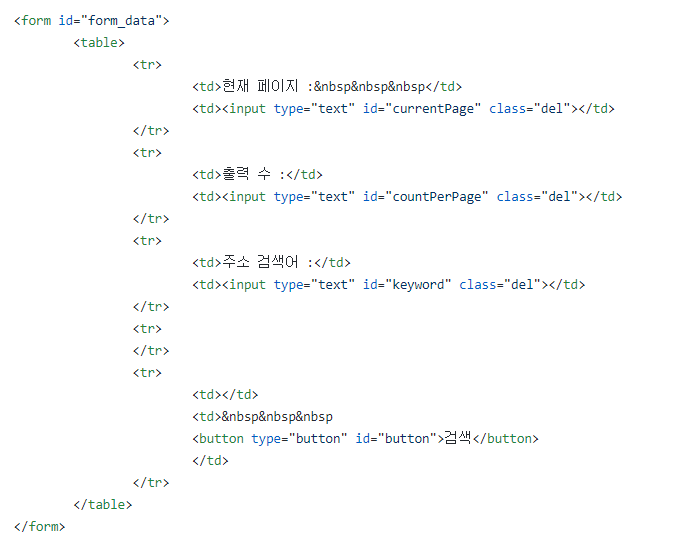 <form id="form_data">
<table>
<tr>
<td>현재 페이지 :&nbsp&nbsp&nbsp</td>
<td><input type="text" id="currentPage" class="del"></td>
</tr>
<tr>
<td>출력 수 :</td>
<td><input type="text" id="countPerPage" class="del"></td>
</tr>
<tr>
<td>주소 검색어 :</td>
<td><input type="text" id="keyword" class="del"></td>
</tr>
<tr>
</tr>
<tr>
<td></td>
<td>&nbsp&nbsp&nbsp
<button type="button" id="button">검색</button>
</td>
</tr>
</table>
</form>